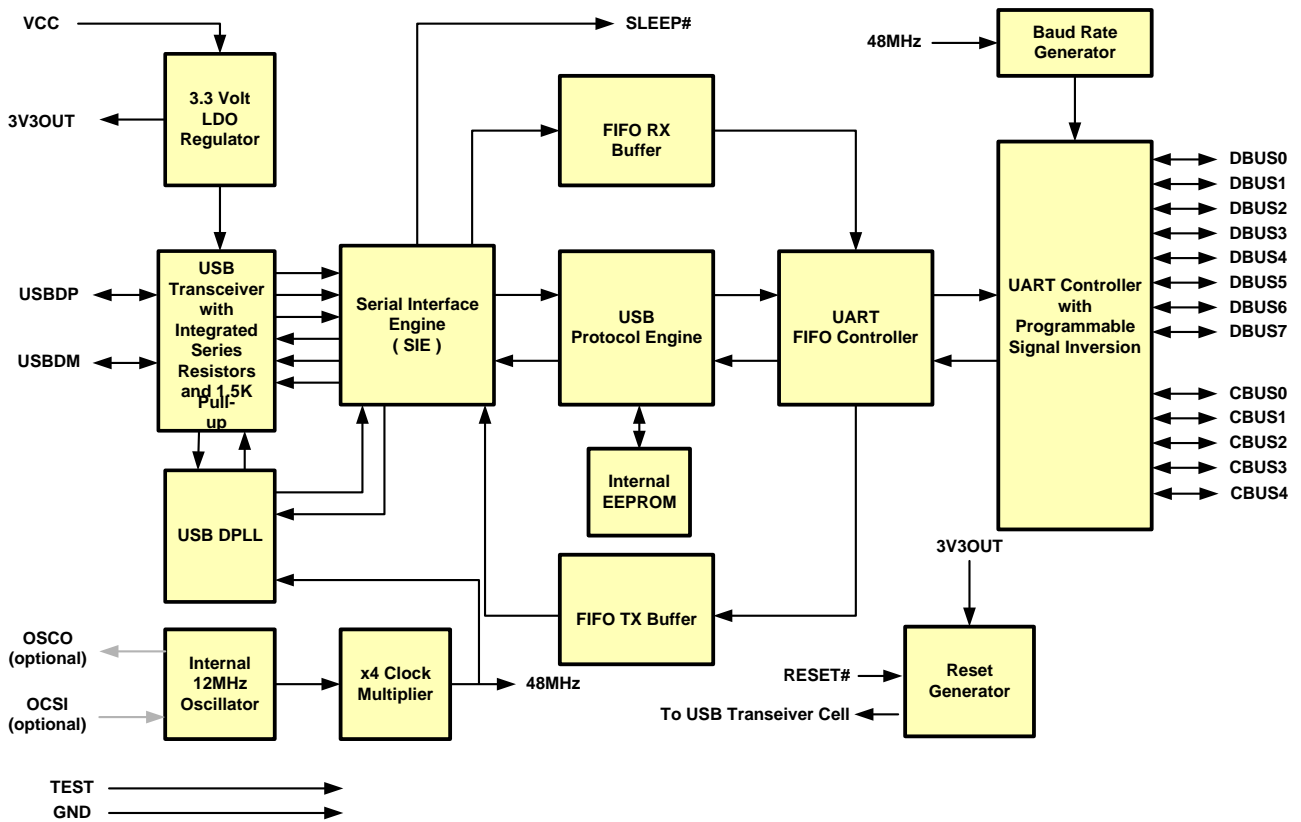 VCC
SLEEP#
48MHz
Baud Rate
Generator
3.3 Volt
LDO
Regulator
3V3OUT
FIFO RX
Buffer
DBUS0
DBUS1
DBUS2
DBUS3
DBUS4
DBUS5
DBUS6
DBUS7
USBDP
USBDM
USB
Transceiver
with
Integrated
Series
Resistors
and 1.5K
Pull-
up
Serial Interface
Engine
( SIE )
USB
Protocol Engine
UART
FIFO Controller
UART Controller
with
Programmable
Signal Inversion
CBUS0
CBUS1
CBUS2
CBUS3
CBUS4
Internal
EEPROM
USB DPLL
3V3OUT
FIFO TX Buffer
OSCO
(optional)
OCSI
(optional)
Internal
12MHz
Oscillator
x4 Clock
Multiplier
48MHz
RESET#
Reset
Generator
To USB Transeiver Cell
TEST
GND